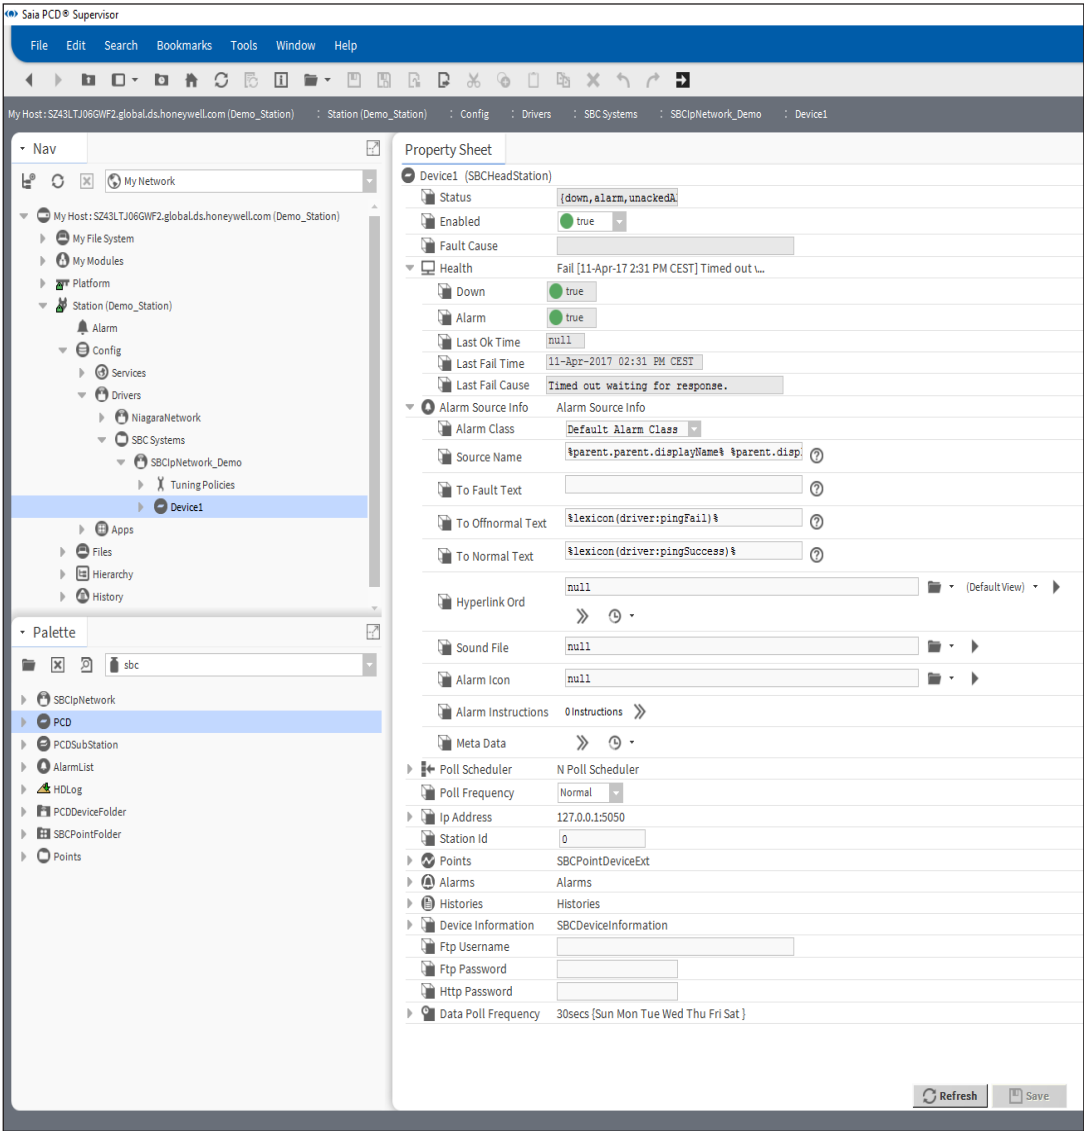 Saia PCD® Supervisor
File Edit Search Bookmarks Tools Window Help
My Host : SZ43LTJ06GWF2.global.ds.honeywell.com (Demo_Station) : Station (Demo_Station) : Config : Drivers : SBC Systems : SBCIpNetwork_Demo : Device1
Nav
My Network
My Host : SZ43LTJ06GWF2.global.ds.honeywell.com (Demo_Station)
My File System
My Modules
Platform
Station (Demo_Station)
Alarm
Config
Services
Drivers
NiagaraNetwork
SBC Systems
SBCIpNetwork_Demo
Tuning Policies
Device1
Apps
Files
Hierarchy
History
Palette
sbc
SBCIpNetwork
PCD
PCDSubStation
AlarmList
HDLog
PCDDeviceFolder
SBCPointFolder
Points
Property Sheet
Device1 (SBCHeadStation)
Status {down,alarm,unackedA
Enabled true
Fault Cause
Health Fail [11-Apr-17 2:31 PM CEST] Timed out \...
Down true
Alarm true
Last Ok Time null
Last Fail Time 11-Apr-2017 02:31 PM CEST
Last Fail Cause Timed out waiting for response.
Alarm Source Info Alarm Source Info
Alarm Class Default Alarm Class
Source Name %parent.parent.displayName% %parent.disp
To Fault Text
To Offnormal Text %lexicon(driver:pingFail)%
To Normal Text %lexicon(driver:pingSuccess)%
Hyperlink Ord null (Default View)
Sound File null
Alarm Icon null
Alarm Instructions 0 Instructions
Meta Data
Poll Scheduler N Poll Scheduler
Poll Frequency Normal
Ip Address 127.0.0.1:5050
Station Id 0
Points SBCPointDeviceExt
Alarms Alarms
Histories Histories
Device Information SBCDeviceInformation
Ftp Username
Ftp Password
Http Password
Data Poll Frequency 30secs {Sun Mon Tue Wed Thu Fri Sat }
Refresh Save